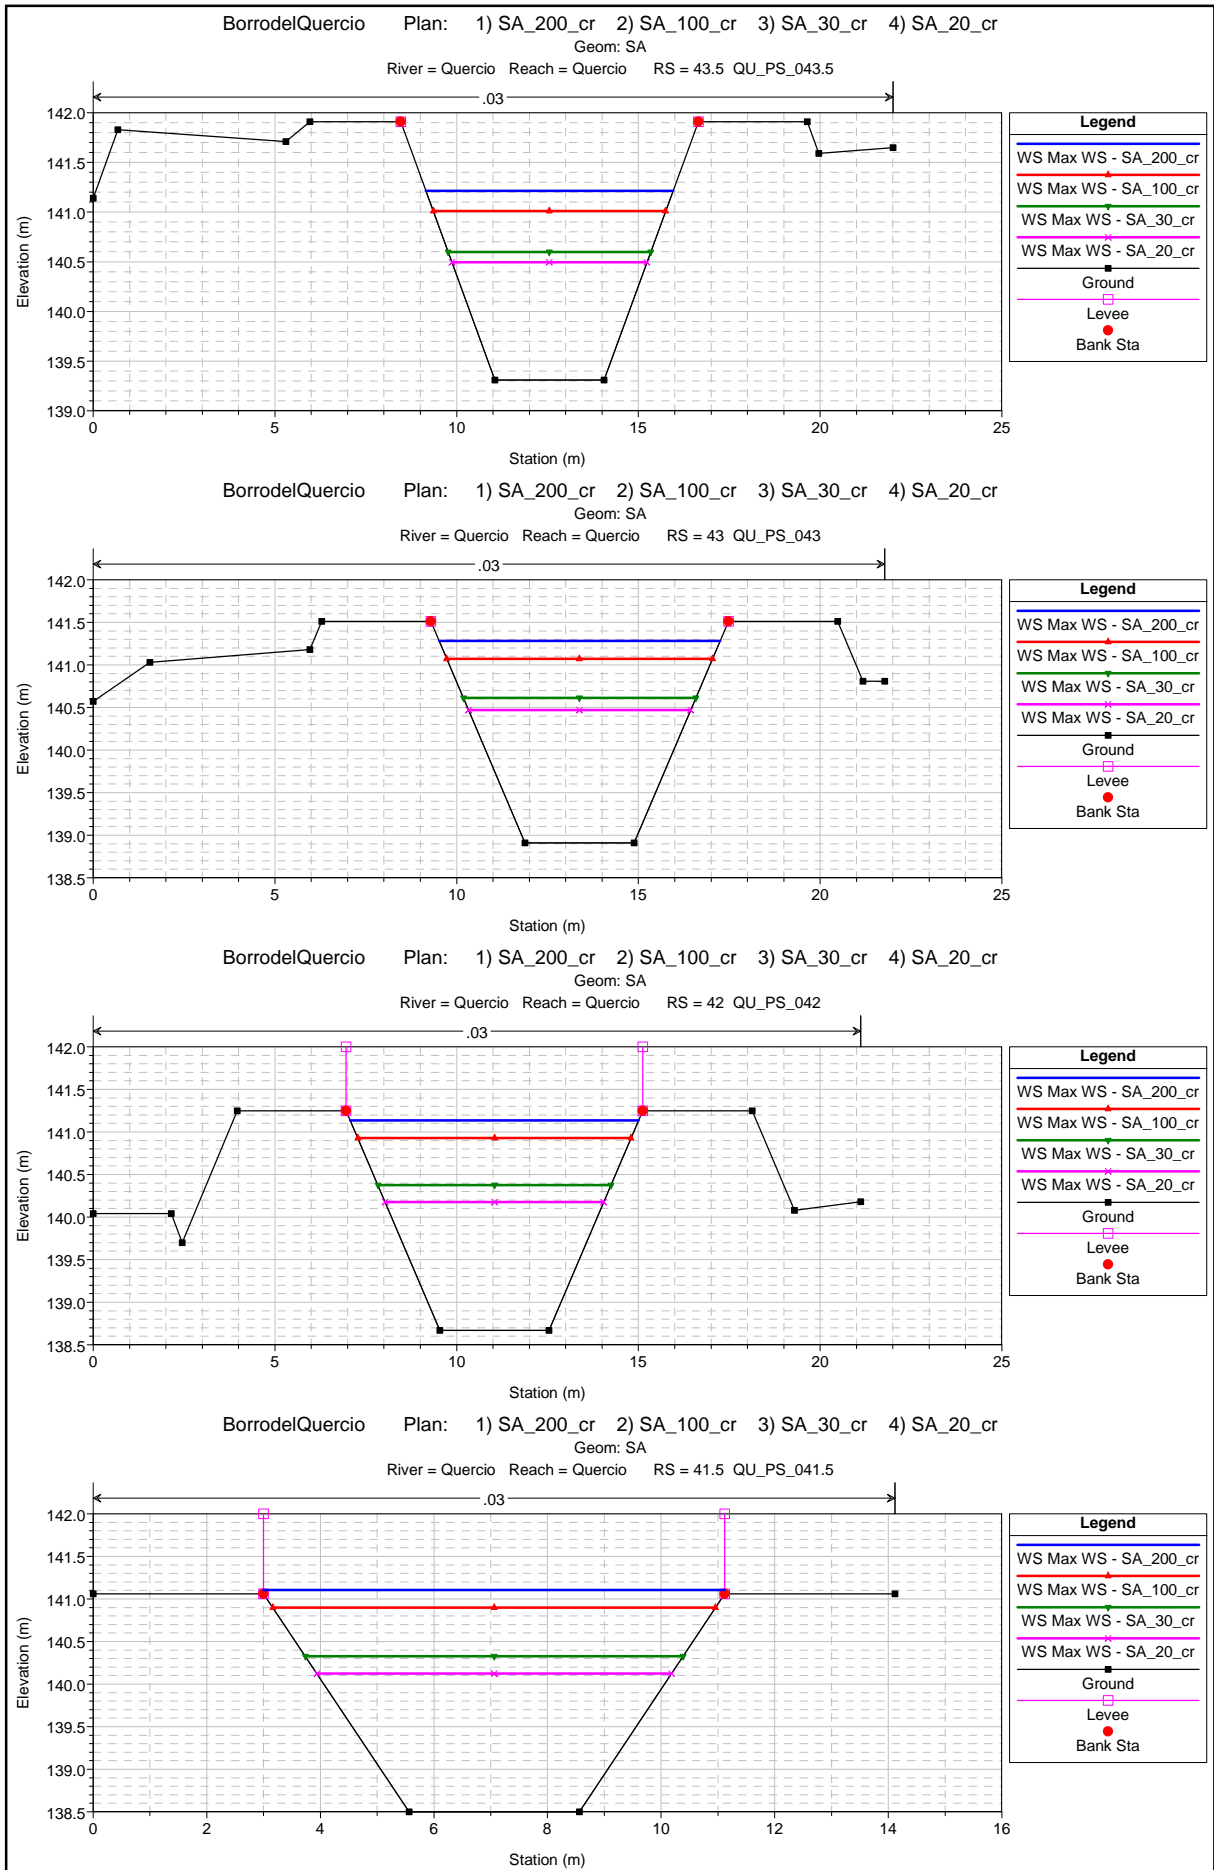 BorrodelQuercio Plan: 1) SA_200_cr 2) SA_100_cr 3) SA_30_cr 4) SA_20_cr
Geom: SA
River = Quercio Reach = Quercio RS = 43.5 QU_PS_043.5
.03
142.0
141.5
141.0
140.5
140.0
139.5
139.0
Elevation (m)
0 5 10 15 20 25
Station (m)
Legend
WS Max WS - SA_200_cr
WS Max WS - SA_100_cr
WS Max WS - SA_30_cr
WS Max WS - SA_20_cr
Ground
Levee
Bank Sta
BorrodelQuercio Plan: 1) SA_200_cr 2) SA_100_cr 3) SA_30_cr 4) SA_20_cr
Geom: SA
River = Quercio Reach = Quercio RS = 43 QU_PS_043
.03
142.0
141.5
141.0
140.5
140.0
139.5
139.0
138.5
Elevation (m)
0 5 10 15 20 25
Station (m)
Legend
WS Max WS - SA_200_cr
WS Max WS - SA_100_cr
WS Max WS - SA_30_cr
WS Max WS - SA_20_cr
Ground
Levee
Bank Sta
BorrodelQuercio Plan: 1) SA_200_cr 2) SA_100_cr 3) SA_30_cr 4) SA_20_cr
Geom: SA
River = Quercio Reach = Quercio RS = 42 QU_PS_042
.03
142.0
141.5
141.0
140.5
140.0
139.5
139.0
138.5
Elevation (m)
0 5 10 15 20 25
Station (m)
Legend
WS Max WS - SA_200_cr
WS Max WS - SA_100_cr
WS Max WS - SA_30_cr
WS Max WS - SA_20_cr
Ground
Levee
Bank Sta
BorrodelQuercio Plan: 1) SA_200_cr 2) SA_100_cr 3) SA_30_cr 4) SA_20_cr
Geom: SA
River = Quercio Reach = Quercio RS = 41.5 QU_PS_041.5
.03
142.0
141.5
141.0
140.5
140.0
139.5
139.0
138.5
Elevation (m)
0 2 4 6 8 10 12 14 16
Station (m)
Legend
WS Max WS - SA_200_cr
WS Max WS - SA_100_cr
WS Max WS - SA_30_cr
WS Max WS - SA_20_cr
Ground
Levee
Bank Sta